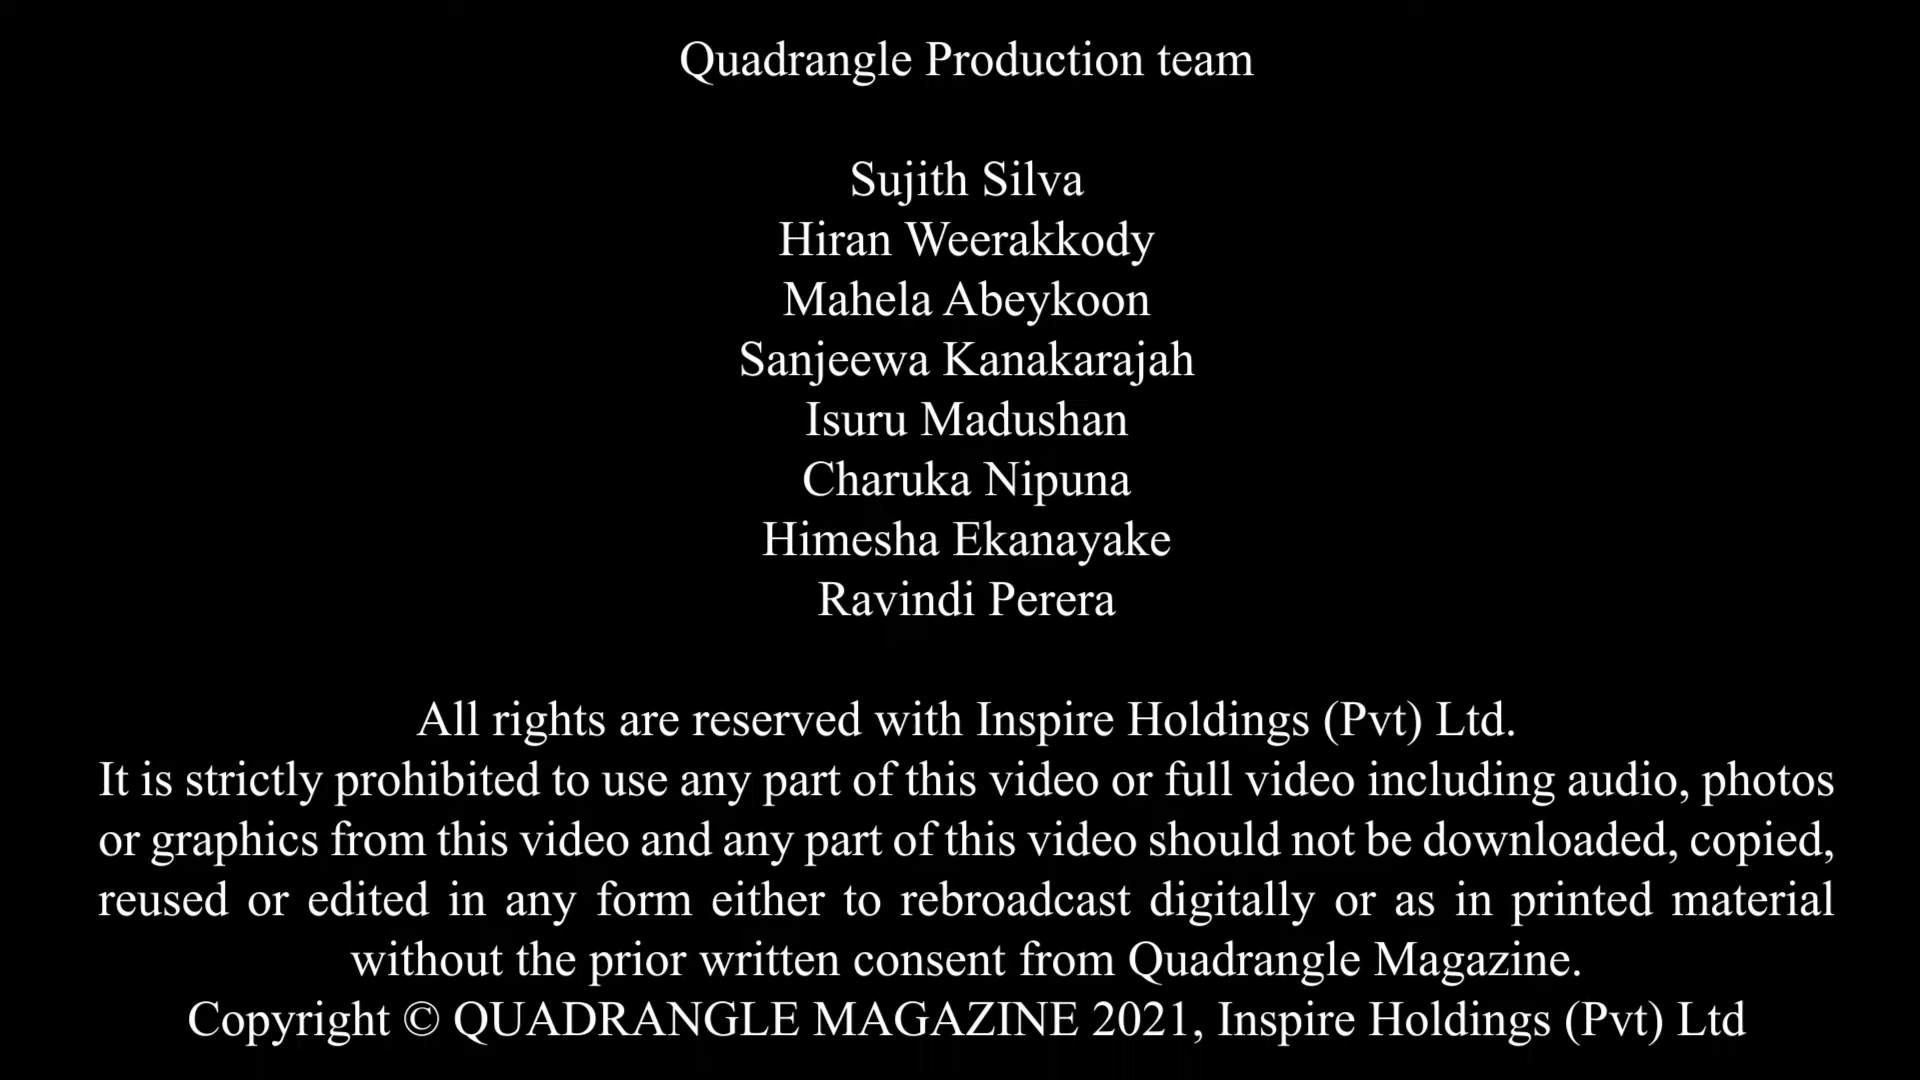 Quadrangle Production team
Sujith Silva
Hiran Weerakkody
Mahela Abeykoon
Sanjeewa Kanakarajah
Isuru Madushan
Charuka Nipuna
Himesha Ekanayake
Ravindi Perera
All rights are reserved with Inspire Holdings (Pvt) Ltd.
It is strictly prohibited to use any part of this video or full video including audio, photos
or graphics from this video and any part of this video should not be downloaded, copied,
reused or edited in any form either to rebroadcast digitally or as in printed material
without the prior written consent from Quadrangle Magazine.
Copyright © QUADRANGLE MAGAZINE 2021, Inspire Holdings (Pvt) Ltd